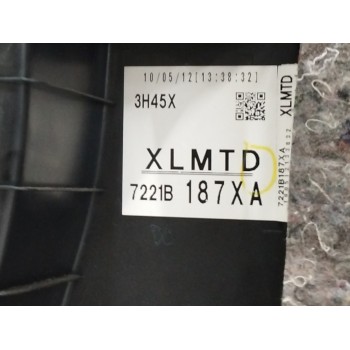 10/05/12[13:38:32]
3H45X
XLMTD
7221B 187XA
XLMTD
7221B187XA